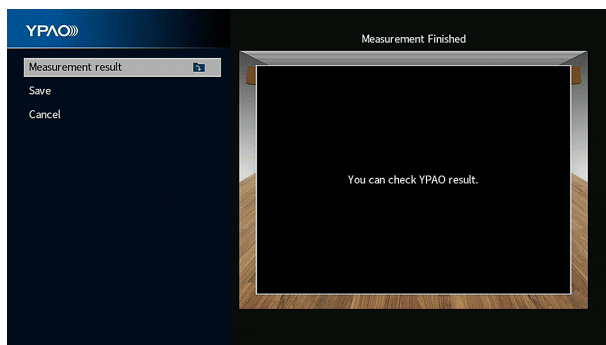 YPAO
Measurement Finished
Measurement result
Save
Cancel
You can check YPAO result.